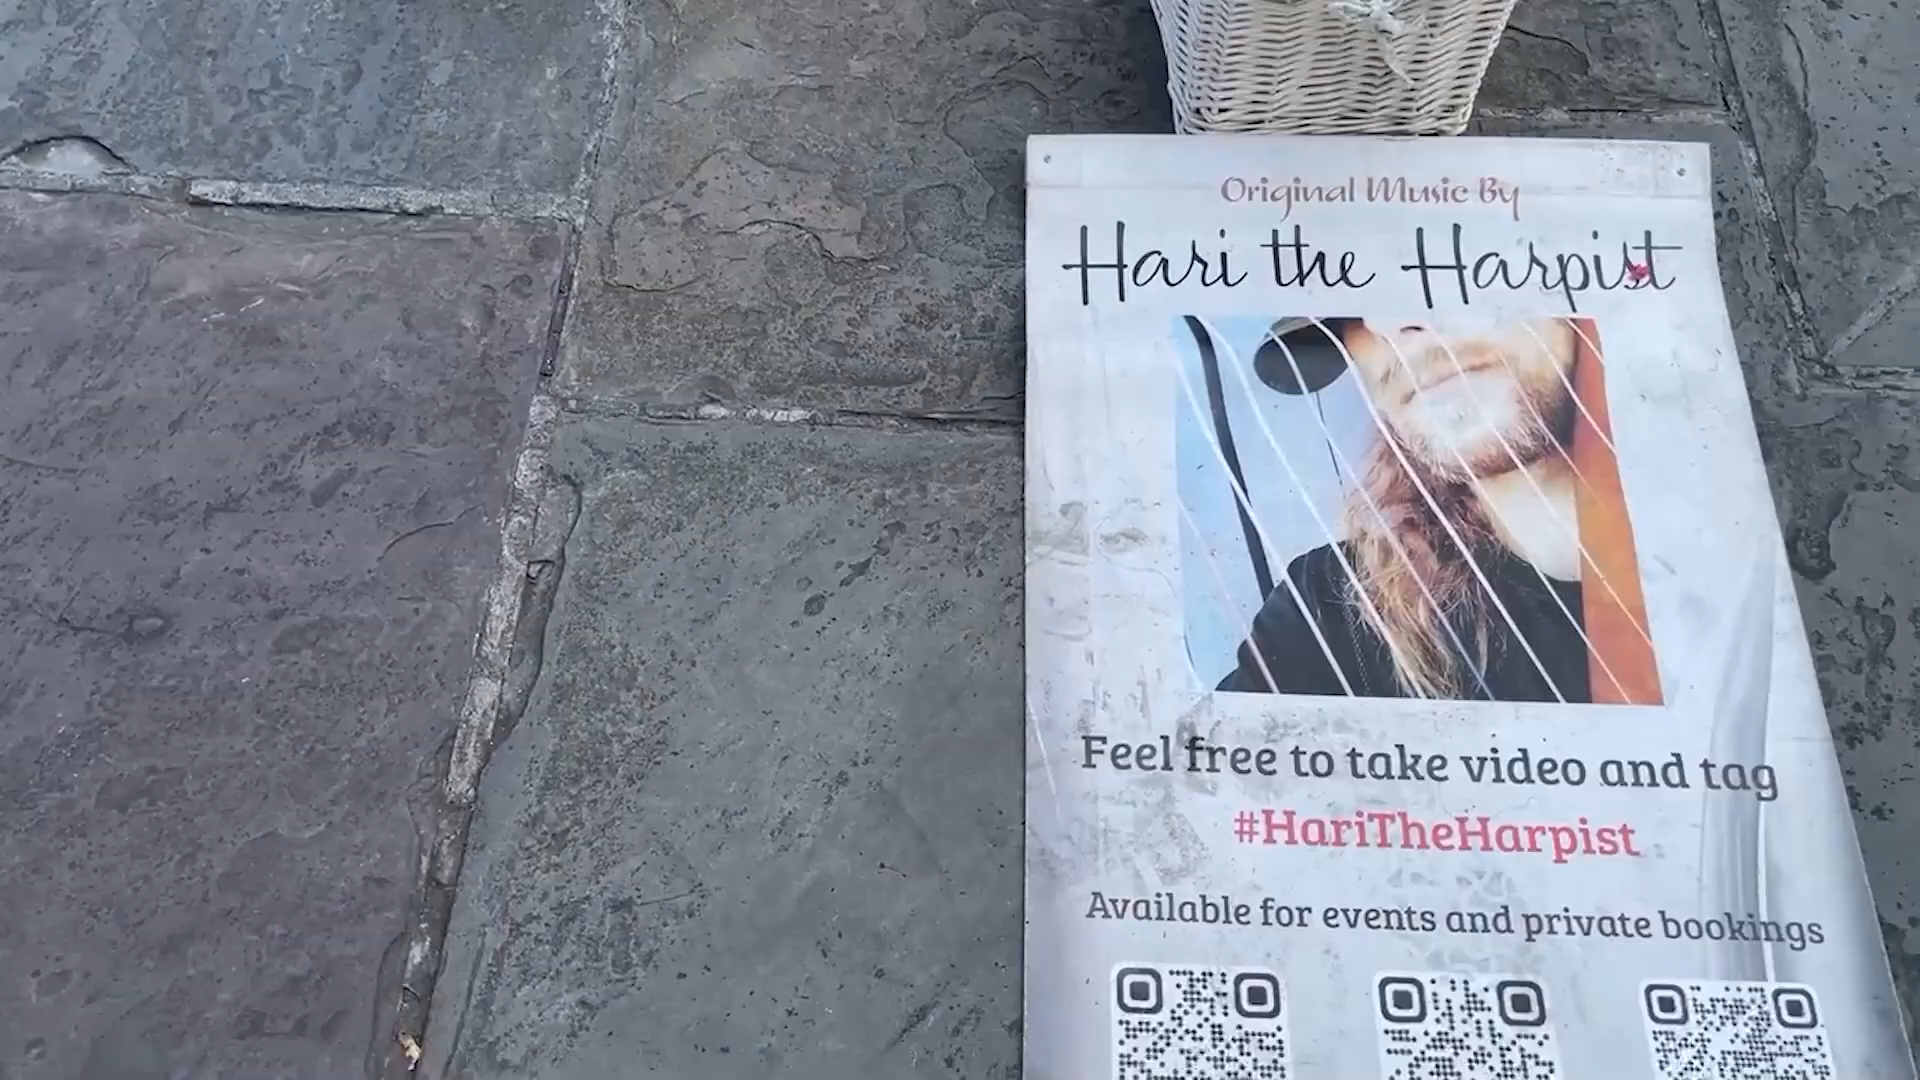 Original Music By
Hari the Harpist
Feel free to take video and tag
#HariTheHarpist
Available for events and private bookings